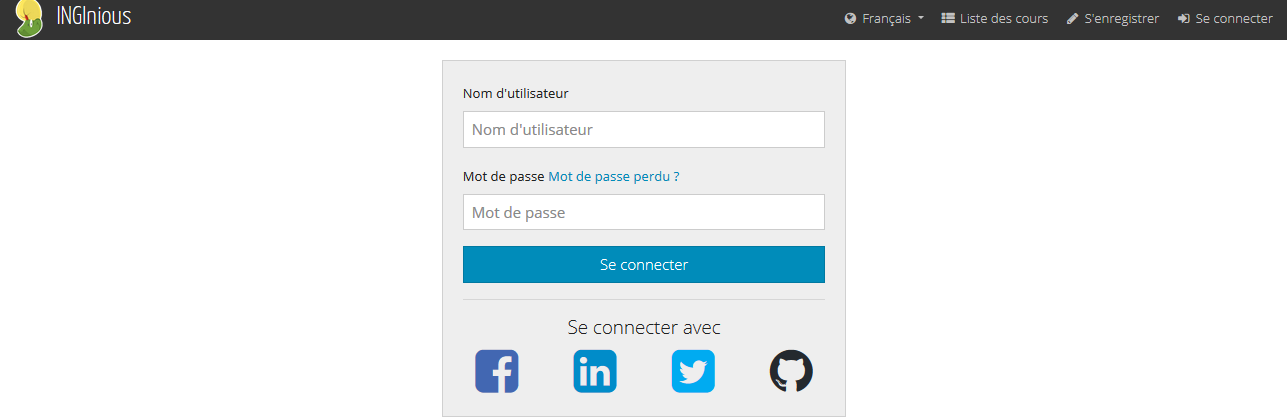 INGInious Français Liste des cours S'enregistrer Se connecter
Nom d'utilisateur
Nom d'utilisateur
Mot de passe Mot de passe perdu ?
Mot de passe
Se connecter
Se connecter avec